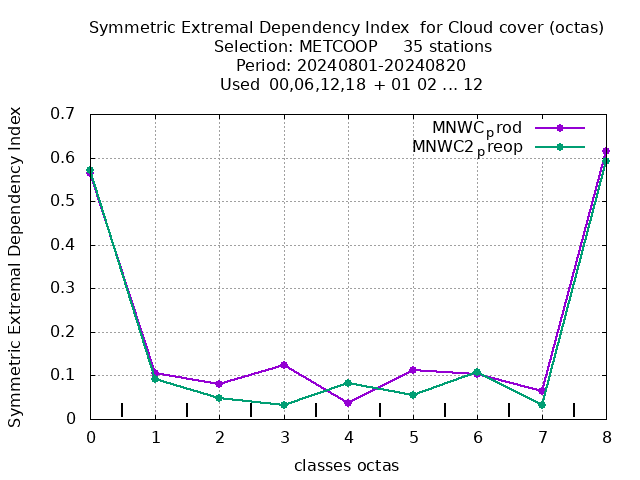 Symmetric Extremal Dependency Index  for Cloud cover (octas)
Selection: METCOOP     35 stations
Period: 20240801-20240820
Used  00,06,12,18  + 01 02 ... 12
Symmetric Extremal Dependency Index
0.7
0.6
0.5
0.4
0.3
0.2
0.1
0
MNWCprod
MNWC2preop
0 1 2 3 4 5 6 7 8
classes octas